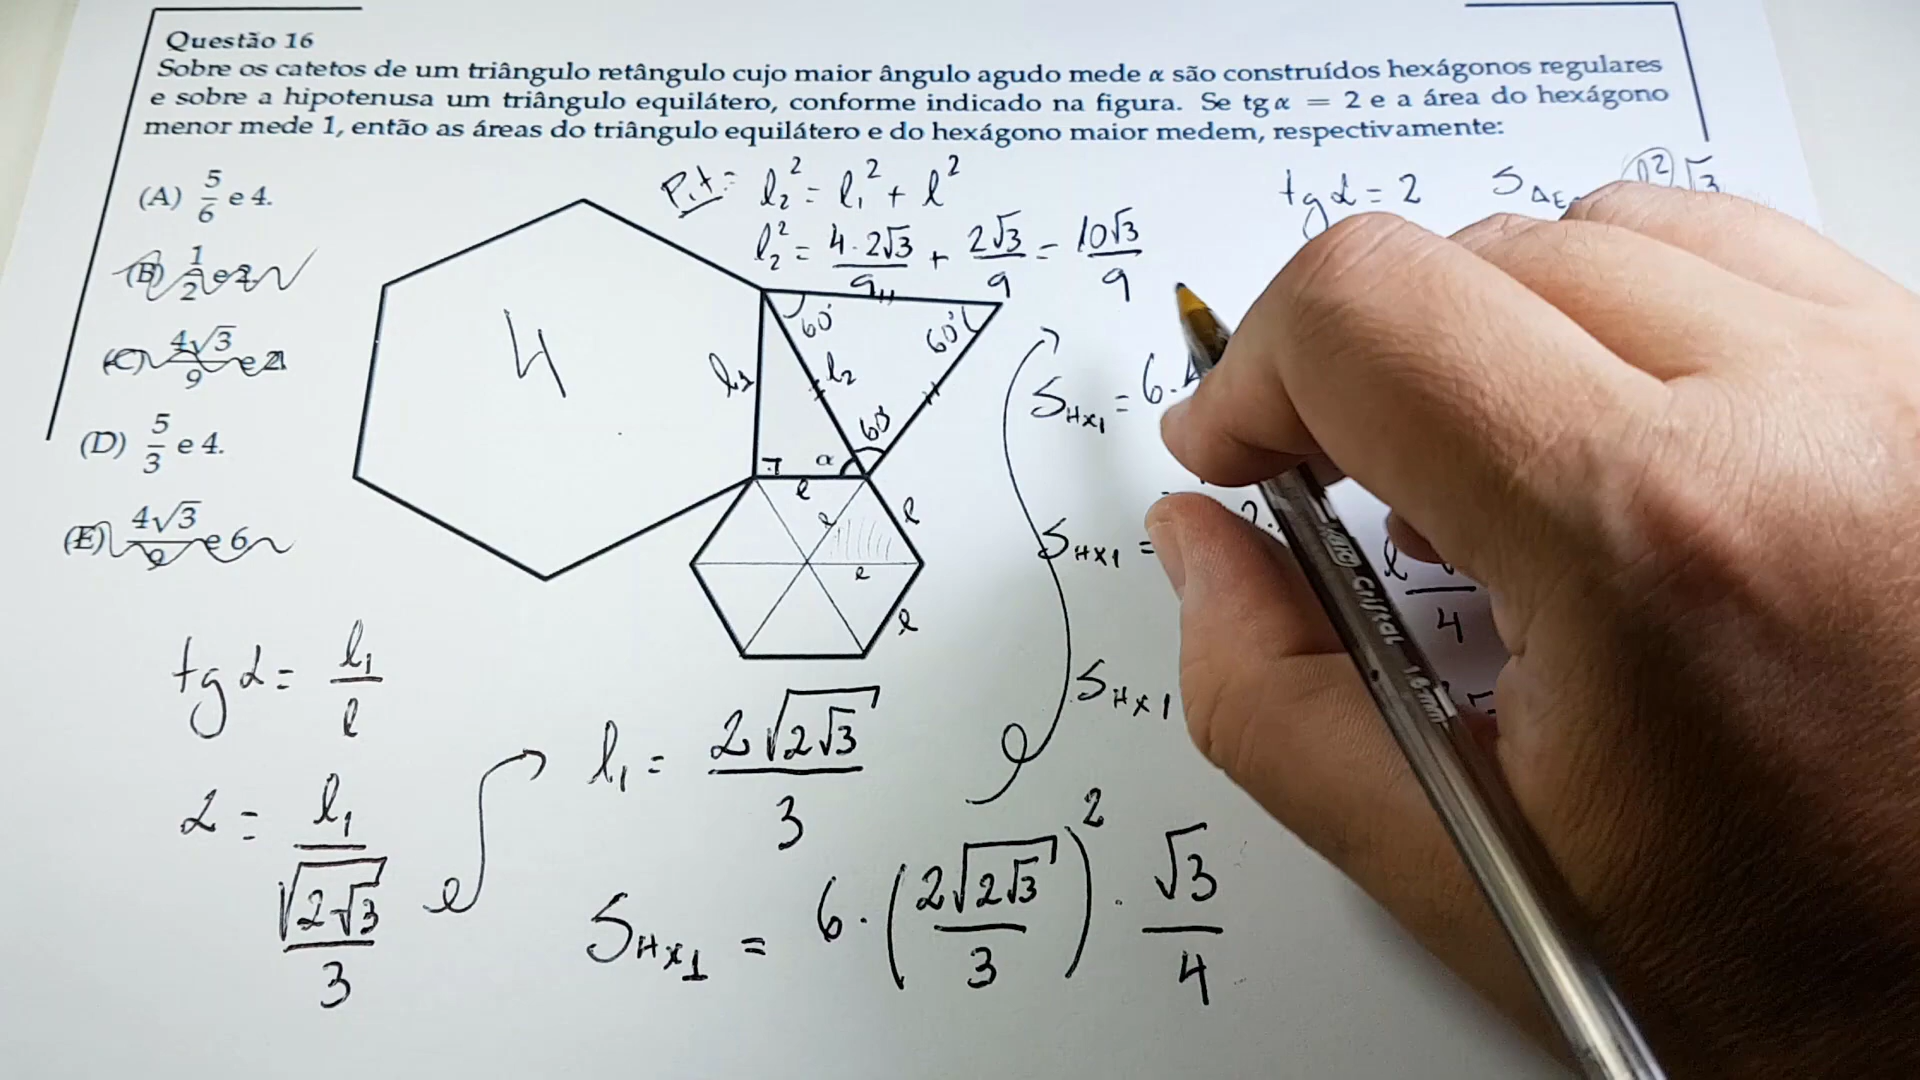 Questão 16
Sobre os catetos de um triângulo retângulo cujo maior ângulo agudo mede α são construídos hexágonos regulares
e sobre a hipotenusa um triângulo equilátero, conforme indicado na figura. Se tg α = 2 e a área do hexágono
menor mede 1, então as áreas do triângulo equilátero e do hexágono maior medem, respectivamente:
(A) 5/6 e 4.
(B) 1/2 e 2
(C) 4√3/9 e
(D) 5/3 e 4.
(E) 4√3/9 e 6
P.t:
l₂² = l₁² + l²
l₂² = 4·2√3/9 + 2√3/9 = 10√3/9
tg α = 2
4
l₁
l₂
60°
60°
60°
α
l
l
l
l
l
S_HX1 = 6·
S_HX1 =
S_HX1
4
tg α = l₁/l
2 = l₁/(√(2√3)/3)
l₁ = 2√(2√3)/3
S_HX1 = 6·(2√(2√3)/3)² · √3/4
BIC Cristal 1.6mm